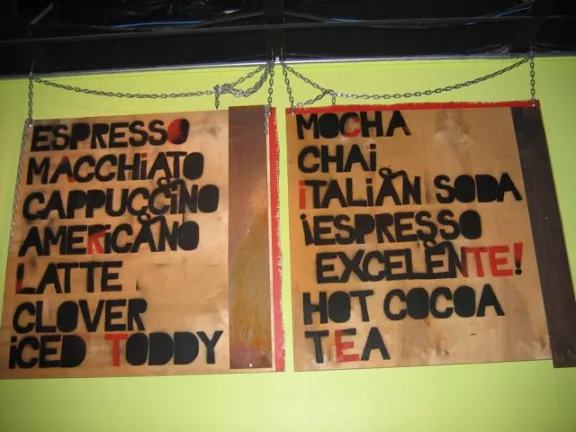 ESPRESSO
MACCHiATO
CAPPUCCiNO
AMERiCANO
LATTE
CLOVER
iCED TODDY
MOCHA
CHAi
iTALIAN SODA
¡ESPRESSO
EXCELENTE!
HOT COCOA
TEA